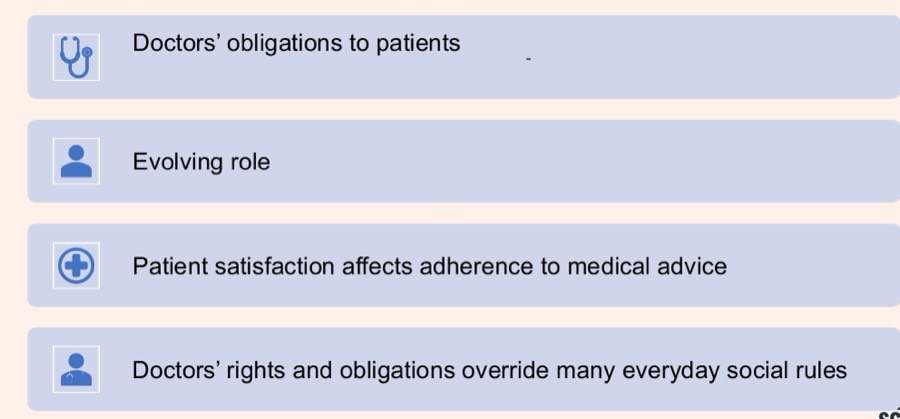 Doctors’ obligations to patients
-
Evolving role
Patient satisfaction affects adherence to medical advice
Doctors’ rights and obligations override many everyday social rules